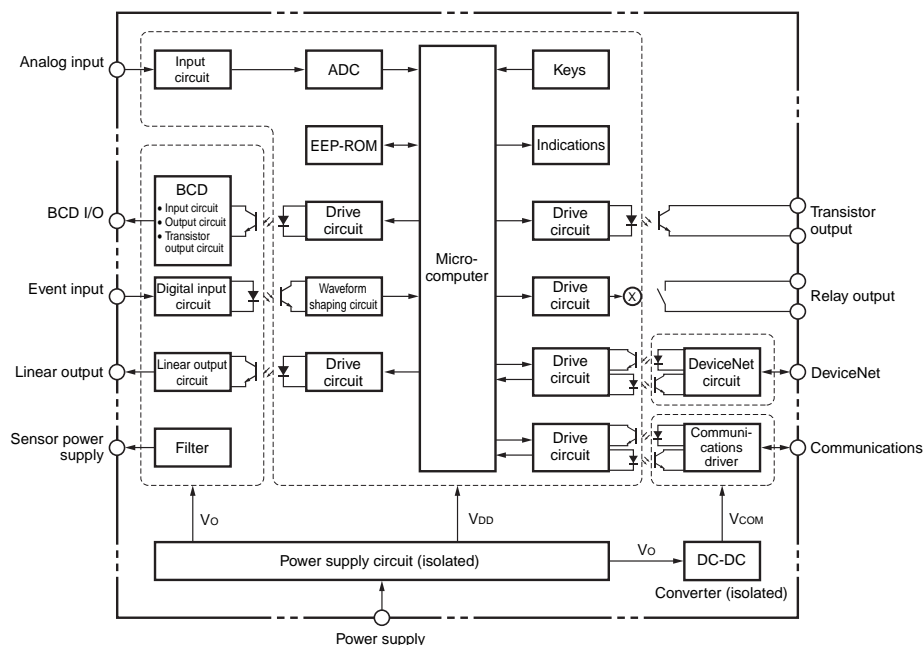 Analog input
Input
circuit
ADC
Keys
EEP-ROM
Indications
BCD I/O
BCD
• Input circuit
• Output circuit
• Transistor
output circuit
Drive
circuit
Micro-
computer
Drive
circuit
Transistor
output
Event input
Digital input
circuit
Waveform
shaping circuit
Drive
circuit
X
Relay output
Linear output
Linear output
circuit
Drive
circuit
Drive
circuit
DeviceNet
circuit
DeviceNet
Sensor power
supply
Filter
Drive
circuit
Communi-
cations
driver
Communications
VO
VDD
VCOM
Power supply circuit (isolated)
VO
DC-DC
Converter (isolated)
Power supply